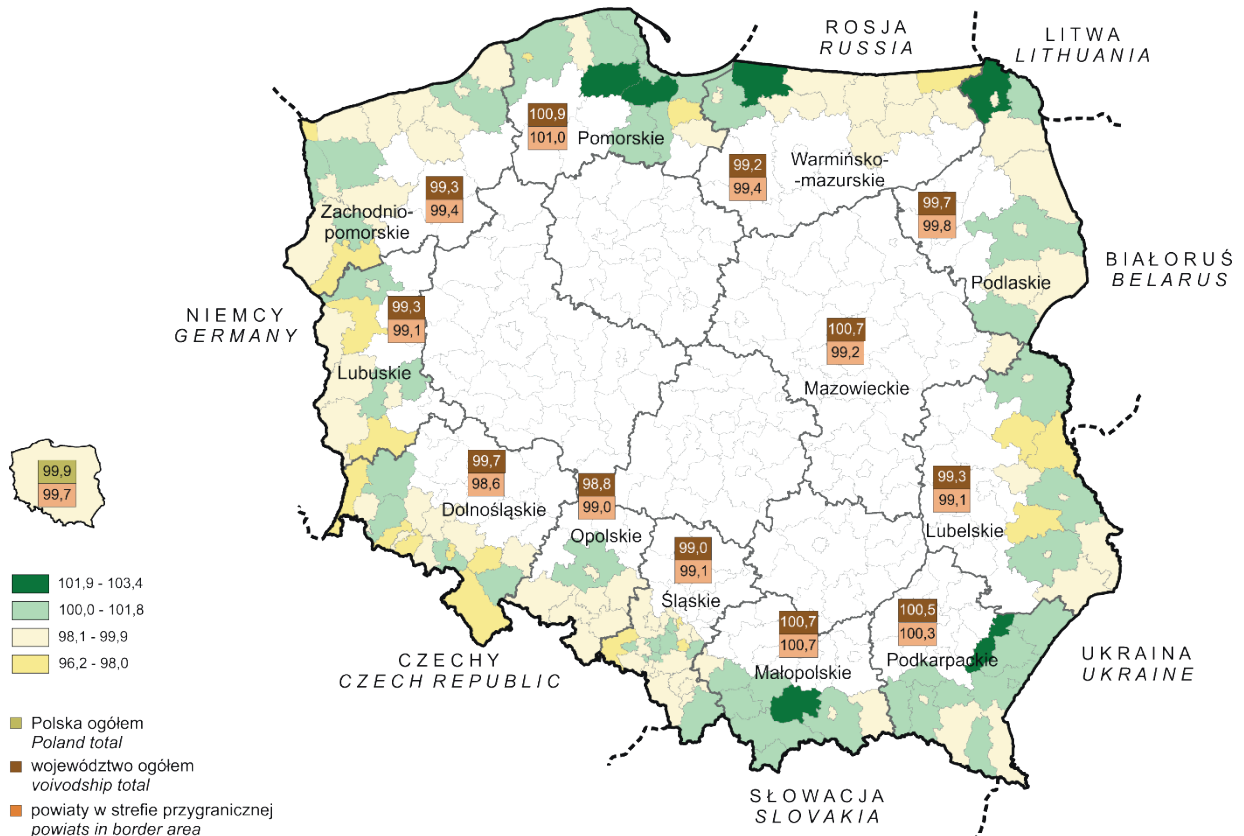 ROSJA
RUSSIA
LITWA
LITHUANIA
100,9
101,0
Pomorskie
99,2
99,4
Warmińsko-
-mazurskie
99,3
99,4
Zachodnio-
pomorskie
99,7
99,8
Podlaskie
BIAŁORUŚ
BELARUS
NIEMCY
GERMANY
99,3
99,1
Lubuskie
100,7
99,2
Mazowieckie
99,9
99,7
99,7
98,6
Dolnośląskie
98,8
99,0
Opolskie
99,3
99,1
Lubelskie
99,0
99,1
Śląskie
100,7
100,7
Małopolskie
100,5
100,3
Podkarpackie
UKRAINA
UKRAINE
CZECHY
CZECH REPUBLIC
SŁOWACJA
SLOVAKIA
101,9 - 103,4
100,0 - 101,8
98,1 - 99,9
96,2 - 98,0
Polska ogółem
Poland total
województwo ogółem
voivodship total
powiaty w strefie przygranicznej
powiats in border area